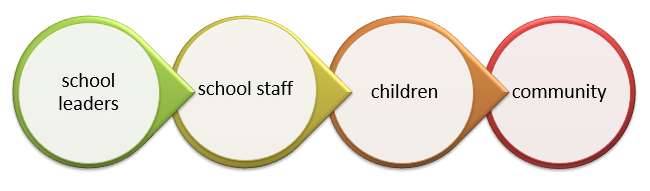 school
leaders
school staff
children
community